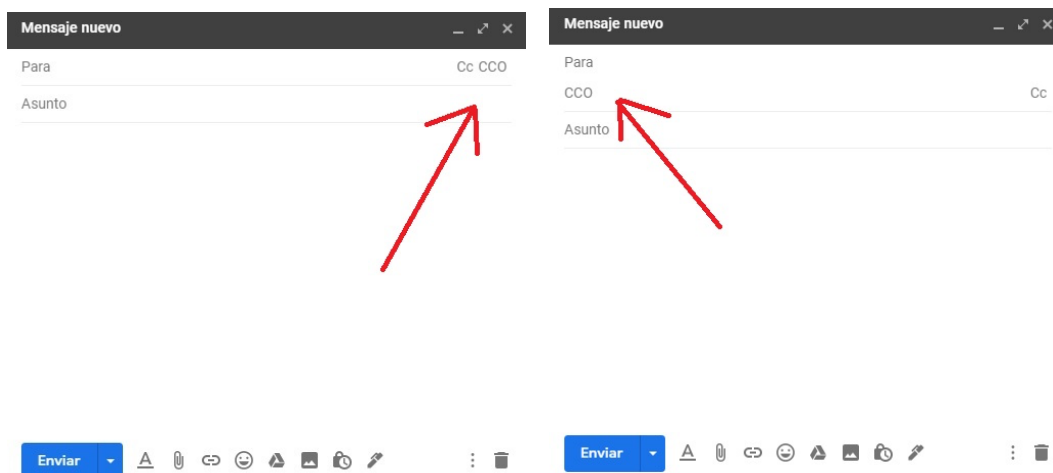 Mensaje nuevo
Para Cc CCO
Asunto
Enviar
Mensaje nuevo
Para
CCO Cc
Asunto
Enviar